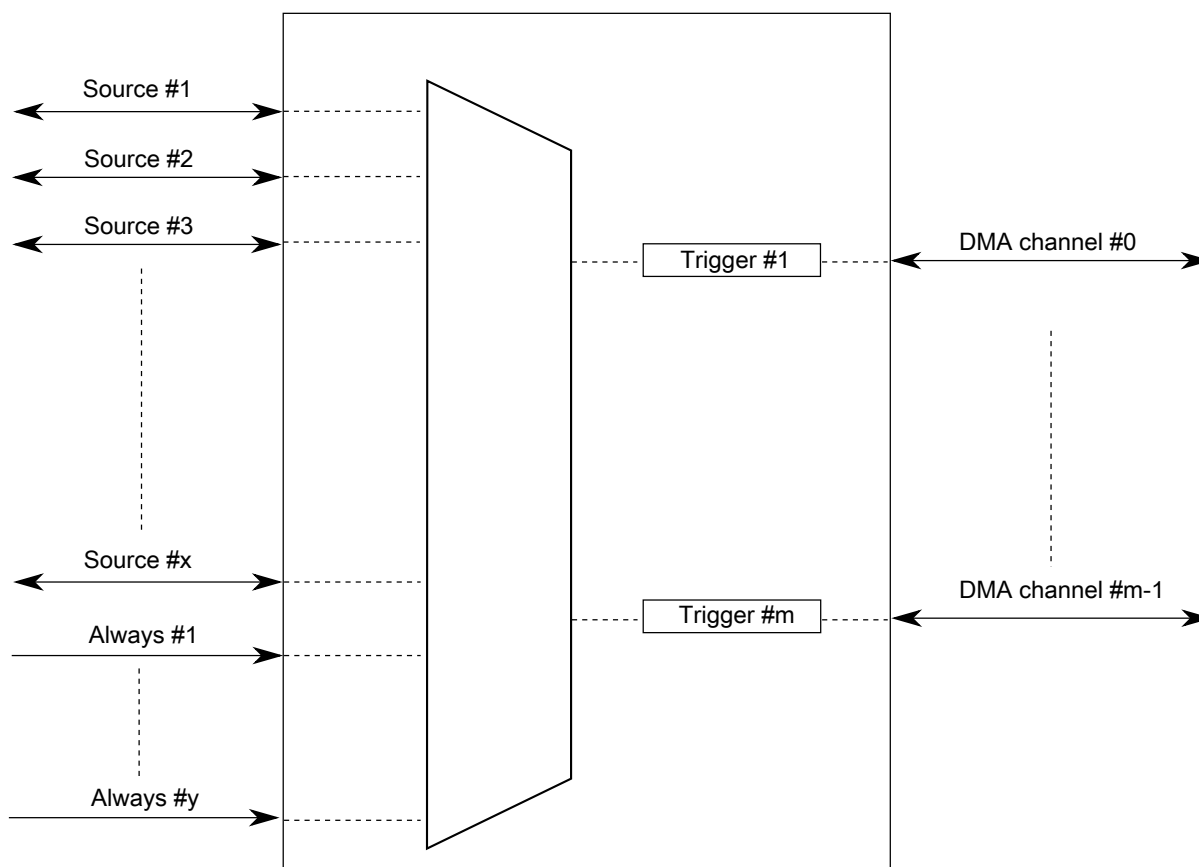 Source #1
Source #2
Source #3
Source #x
Always #1
Always #y
Trigger #1
Trigger #m
DMA channel #0
DMA channel #m-1